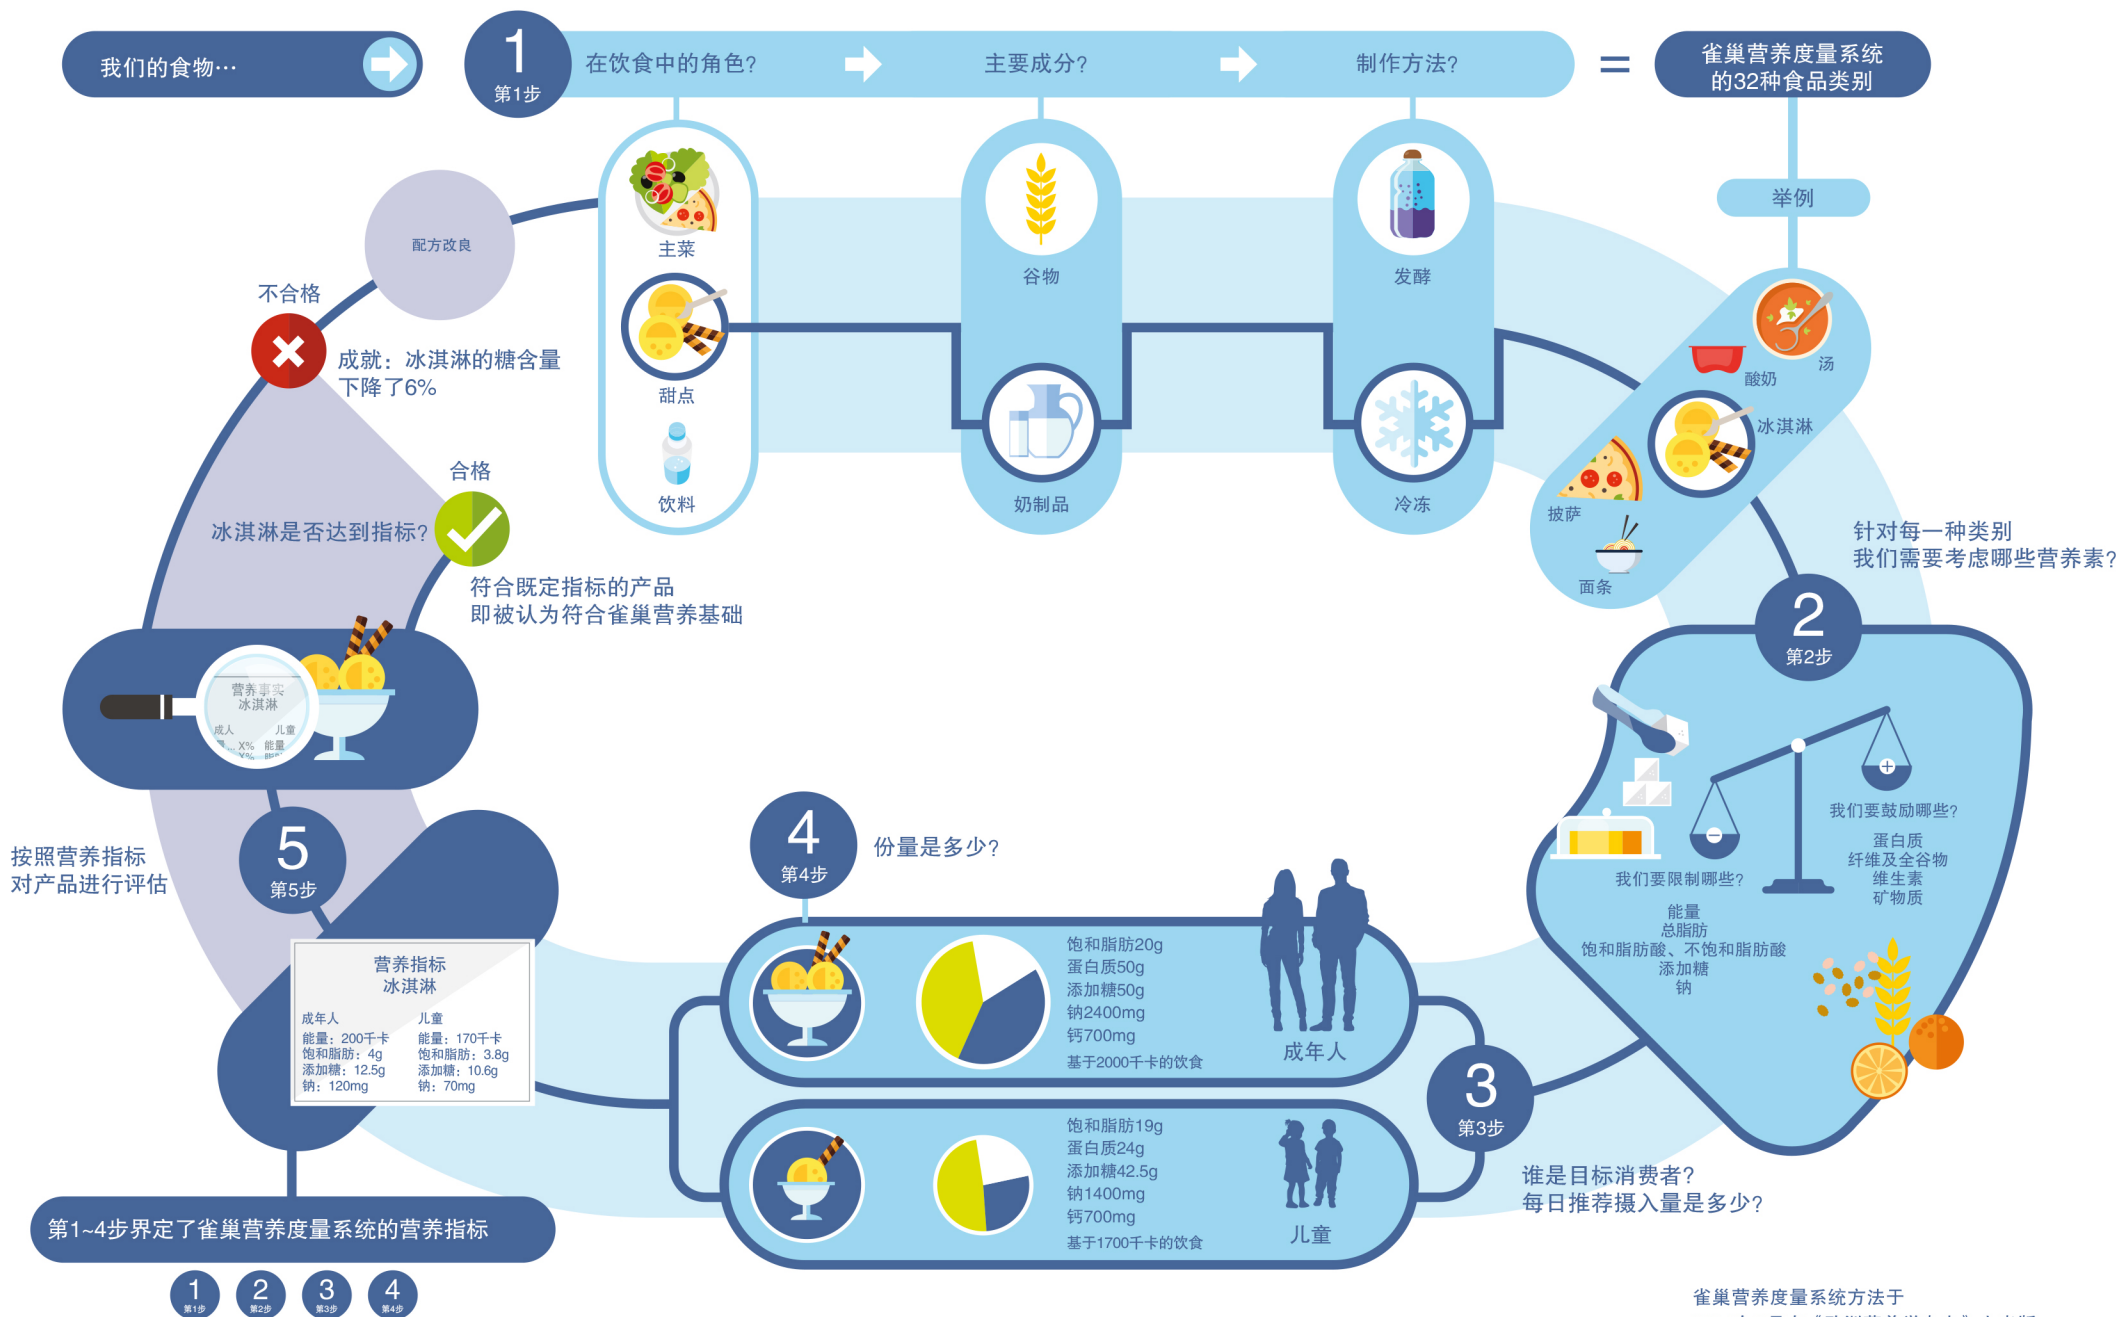 我们的食物…
1
第1步
在饮食中的角色?
主要成分?
制作方法?
=
雀巢营养度量系统
的32种食品类别
举例
主菜
甜点
饮料
谷物
奶制品
发酵
冷冻
汤
酸奶
冰淇淋
披萨
面条
针对每一种类别
我们需要考虑哪些营养素?
2
第2步
我们要鼓励哪些?
蛋白质
纤维及全谷物
维生素
矿物质
我们要限制哪些?
能量
总脂肪
饱和脂肪酸、不饱和脂肪酸
添加糖
钠
3
第3步
谁是目标消费者?
每日推荐摄入量是多少?
4
第4步
份量是多少?
饱和脂肪20g
蛋白质50g
添加糖50g
钠2400mg
钙700mg
基于2000千卡的饮食
成年人
饱和脂肪19g
蛋白质24g
添加糖42.5g
钠1400mg
钙700mg
基于1700千卡的饮食
儿童
营养指标
冰淇淋
成年人
能量：200千卡
饱和脂肪：4g
添加糖：12.5g
钠：120mg
儿童
能量：170千卡
饱和脂肪：3.8g
添加糖：10.6g
钠：70mg
第1~4步界定了雀巢营养度量系统的营养指标
1
第1步
2
第2步
3
第3步
4
第4步
5
第5步
按照营养指标
对产品进行评估
营养事实
冰淇淋
成人 儿童
... X% 能量
X%
冰淇淋是否达到指标?
合格
符合既定指标的产品
即被认为符合雀巢营养基础
不合格
成就：冰淇淋的糖含量
下降了6%
配方改良
雀巢营养度量系统方法于